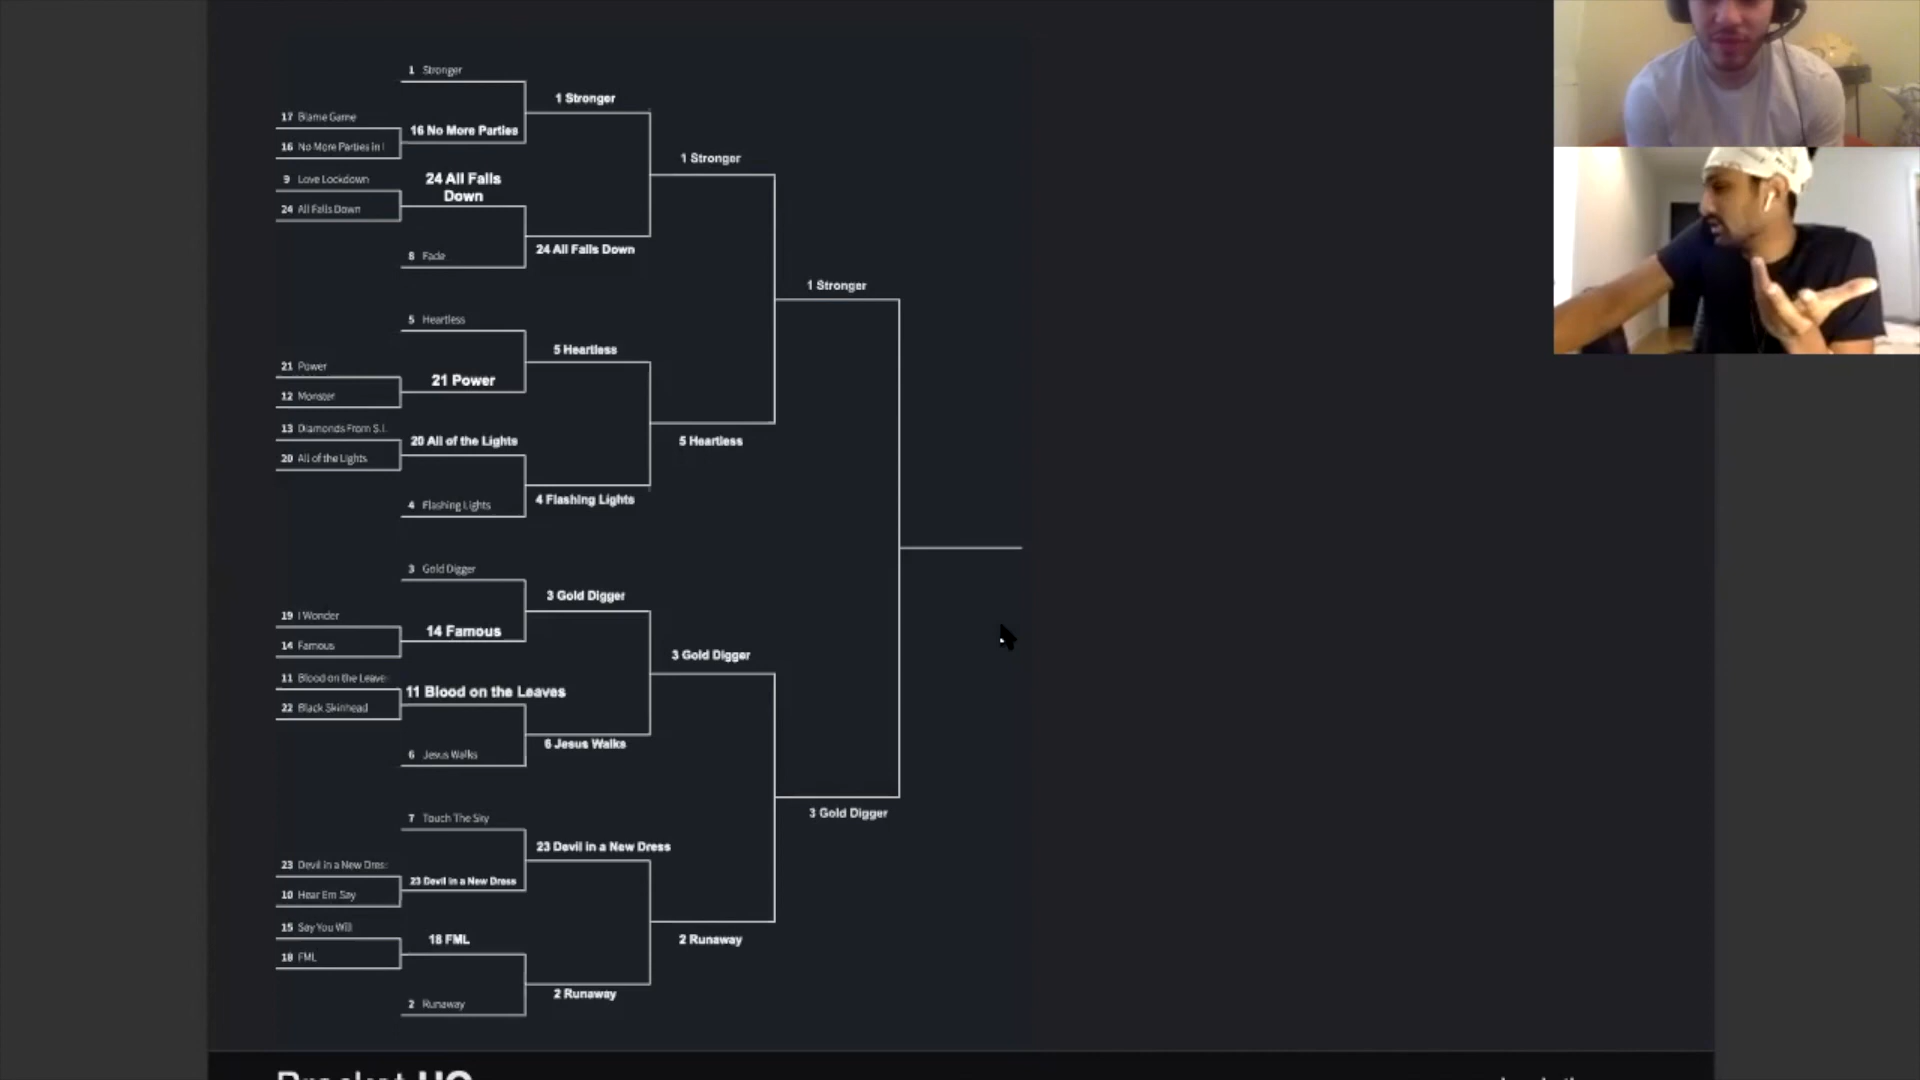 1 Stronger
1 Stronger
17 Blame Game
16 No More Parties
16 No More Parties in
1 Stronger
9 Love Lockdown
24 All Falls
Down
24 All Falls Down
24 All Falls Down
8 Fade
1 Stronger
5 Heartless
5 Heartless
21 Power
21 Power
12 Monster
13 Diamonds From S.L.
20 All of the Lights
5 Heartless
20 All of the Lights
4 Flashing Lights
4 Flashing Lights
3 Gold Digger
3 Gold Digger
19 I Wonder
14 Famous
14 Famous
3 Gold Digger
11 Blood on the Leave
11 Blood on the Leaves
22 Black Skinhead
6 Jesus Walks
6 Jesus Walks
3 Gold Digger
7 Touch The Sky
23 Devil in a New Dress
23 Devil in a New Dres
23 Devil in a New Dress
10 Hear Em Say
15 Say You Will
18 FML
2 Runaway
18 FML
2 Runaway
2 Runaway
Bracket HQ